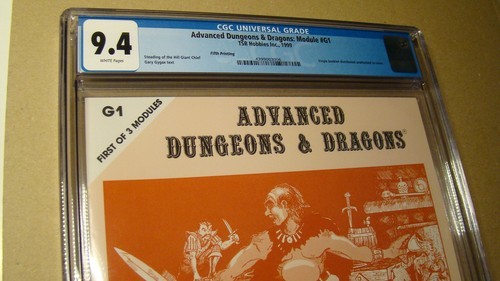 CGC UNIVERSAL GRADE
9.4
WHITE Pages
Advanced Dungeons & Dragons: Module #G1
TSR Hobbies Inc., 1999
Fifth Printing
Steading of the Hill Giant Chief
Gary Gygax text
G1
FIRST OF 3 MODULES
ADVANCED
DUNGEONS & DRAGONS®